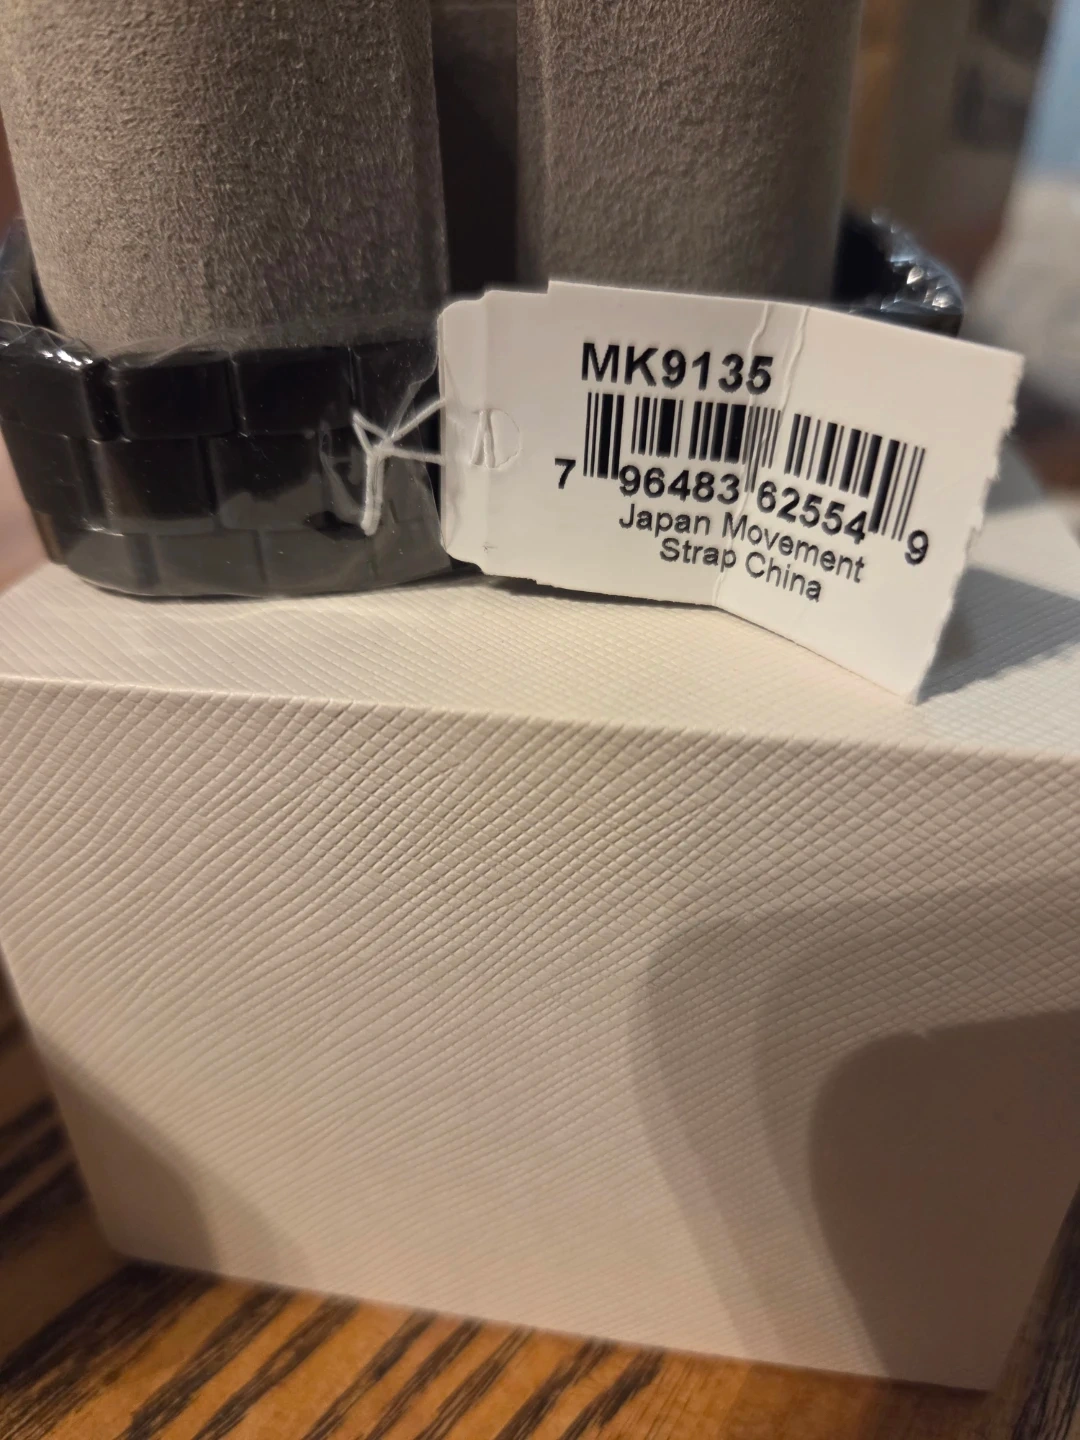 MK9135
7 96483 62554 9
Japan Movement
Strap China